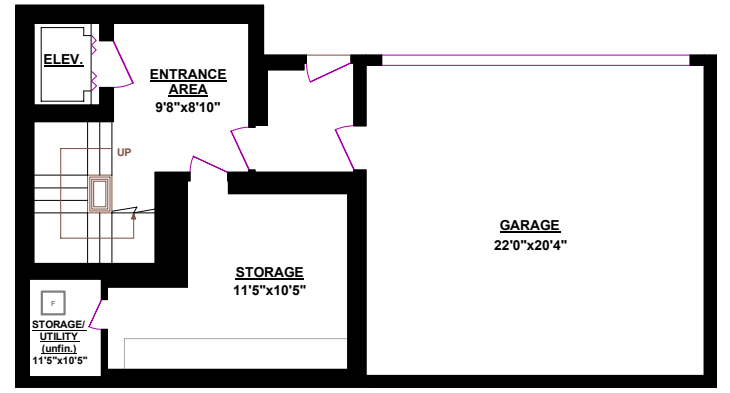 ELEV.
ENTRANCE
AREA
9'8"x8'10"
UP
GARAGE
22'0"x20'4"
STORAGE
11'5"x10'5"
F
STORAGE/
UTILITY
(unfin.)
11'5"x10'5"